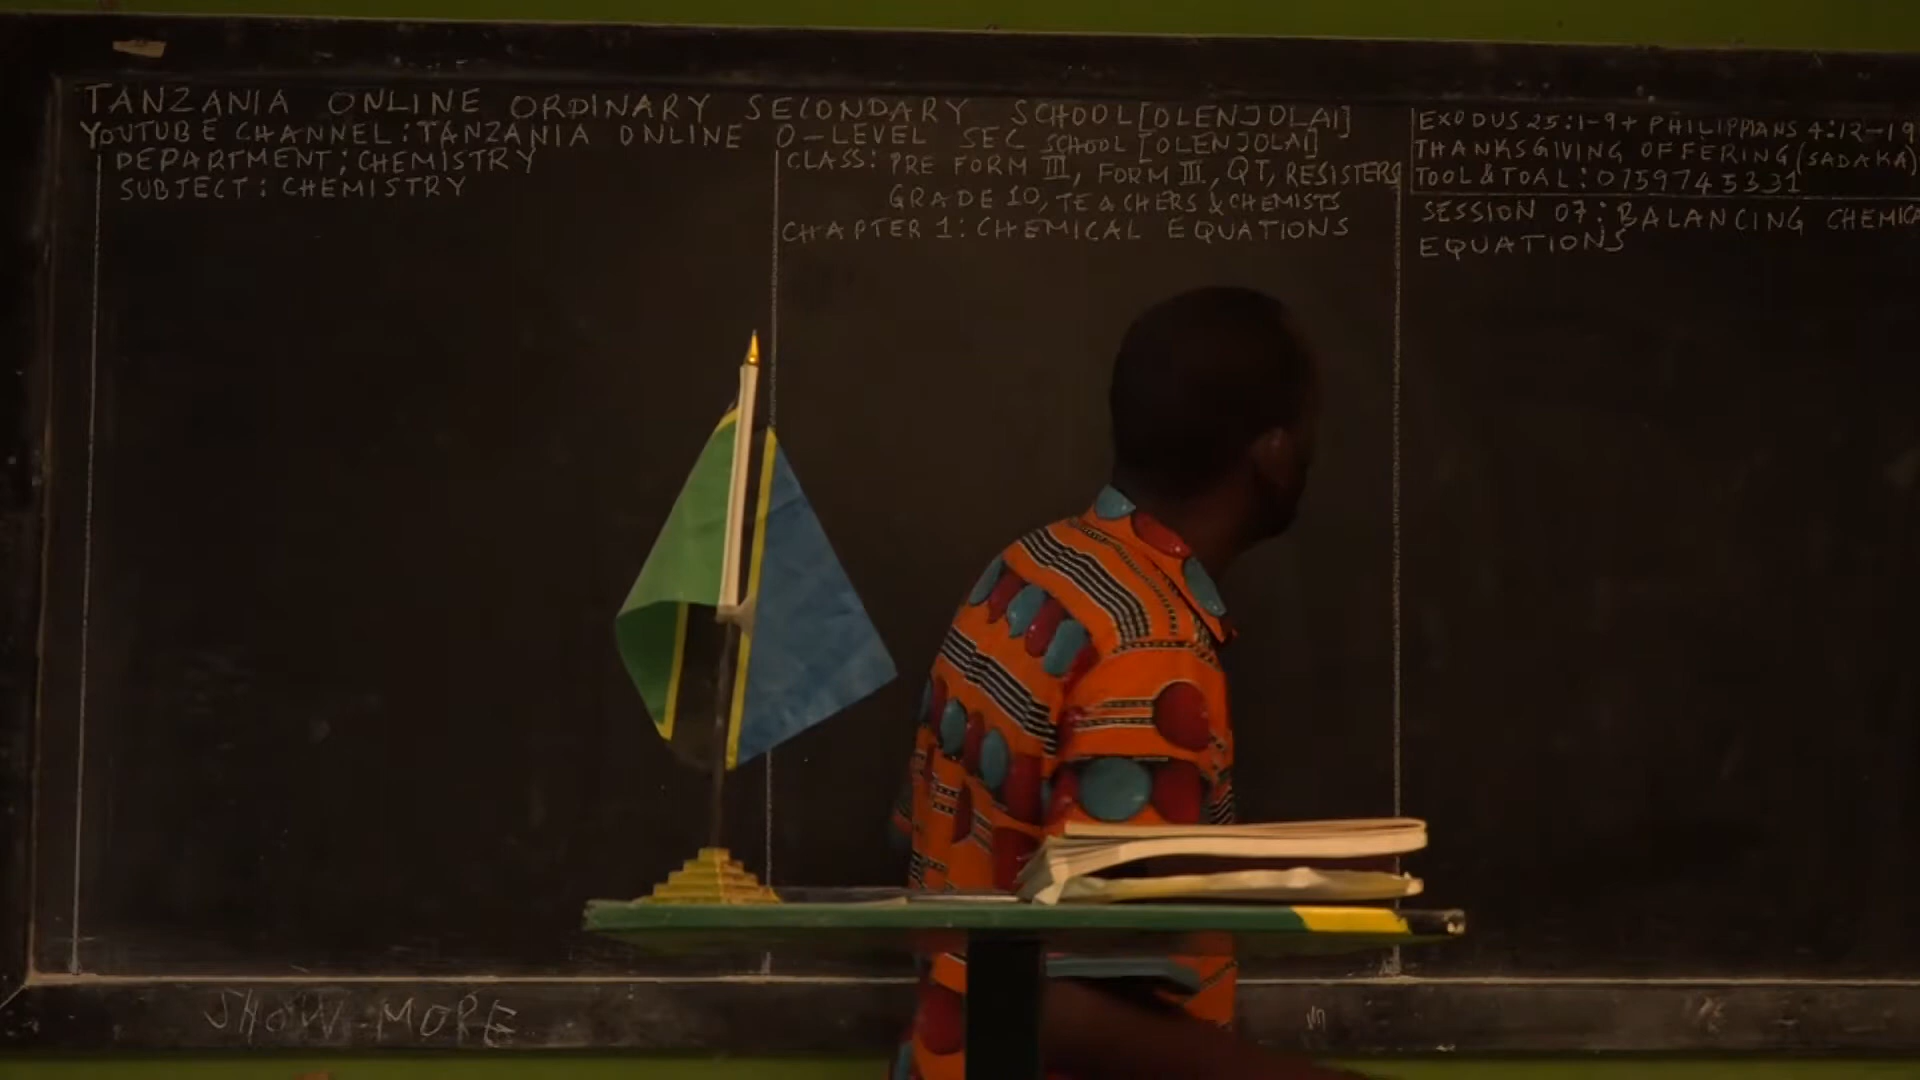 TANZANIA ONLINE ORDINARY SECONDARY SCHOOL [OLENJOLAI]
YOUTUBE CHANNEL: TANZANIA ONLINE O-LEVEL SEC SCHOOL [OLENJOLAI]
DEPARTMENT: CHEMISTRY
SUBJECT: CHEMISTRY
CLASS: PRE FORM III, FORM III, QT, RESISTERS
GRADE 10, TEACHERS & CHEMISTS
CHAPTER 1: CHEMICAL EQUATIONS
EXODUS 25:1-9 + PHILIPPIANS 4:12-19
THANKSGIVING OFFERING (SADAKA)
TOOL & TOAL: 0759745331
SESSION 07: BALANCING CHEMICA
EQUATIONS
SHOW MORE